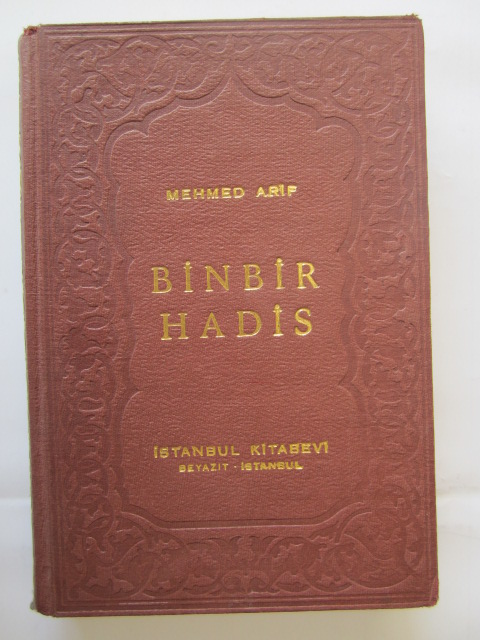 MEHMED ARİF
BİNBİR
HADİS
İSTANBUL KİTABEVİ
BEYAZIT - İSTANBUL